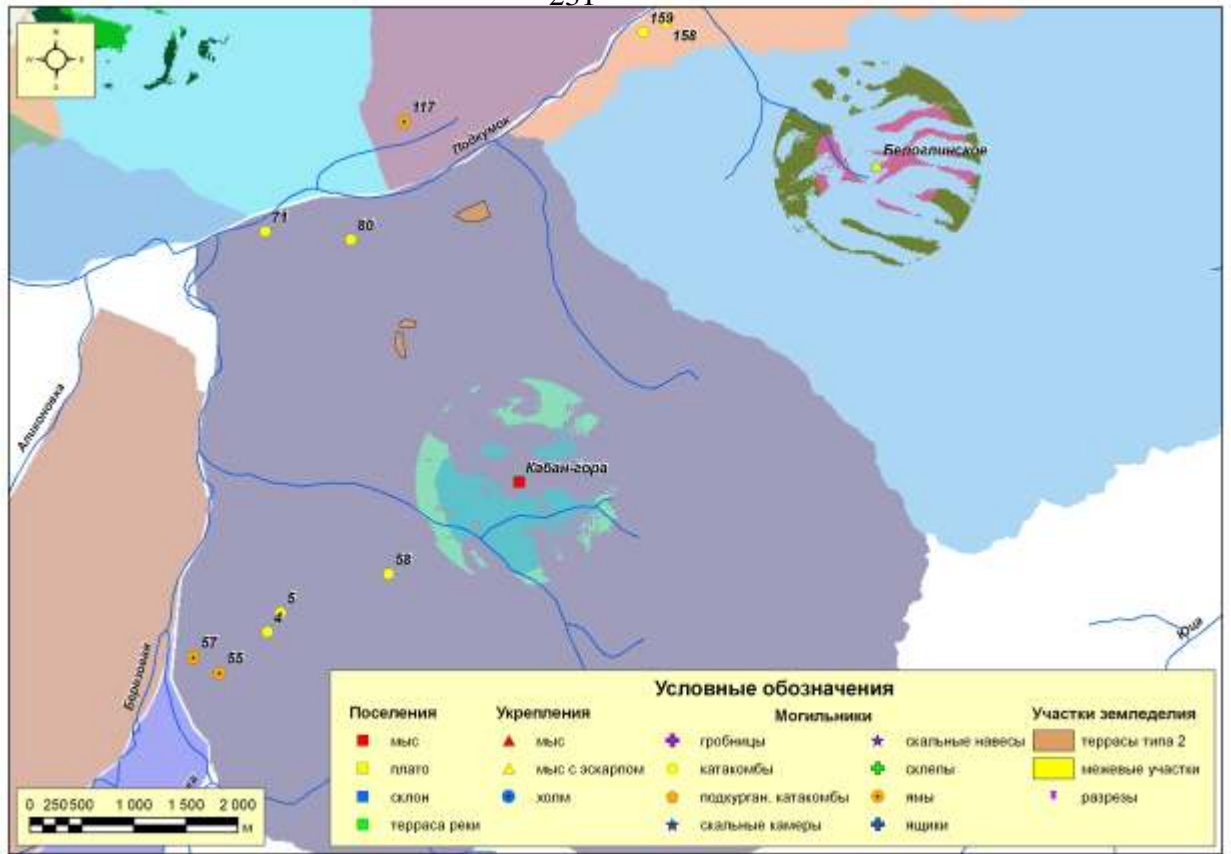 231
159
158
117
Подкумок
Белоглинское
71
80
Аликоновка
Кабан-гора
58
5
4
57
55
Березовая
Юца
Условные обозначения
Поселения
мыс
плато
склон
терраса реки
Укрепления
мыс
мыс с эскарпом
холм
Могильники
гробницы
катакомбы
подкурган. катакомбы
скальные камеры
скальные навесы
склепы
ямы
ящики
Участки земледелия
террасы типа 2
межевые участки
разрезы
0 250 500 1 000 1 500 2 000
м